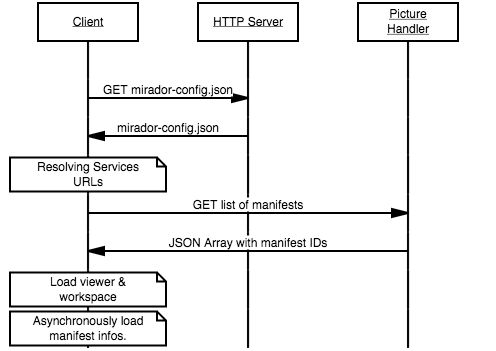 Client
HTTP Server
Picture
Handler
GET mirador-config.json
mirador-config.json
Resolving Services
URLs
GET list of manifests
JSON Array with manifest IDs
Load viewer &
workspace
Asynchronously load
manifest infos.